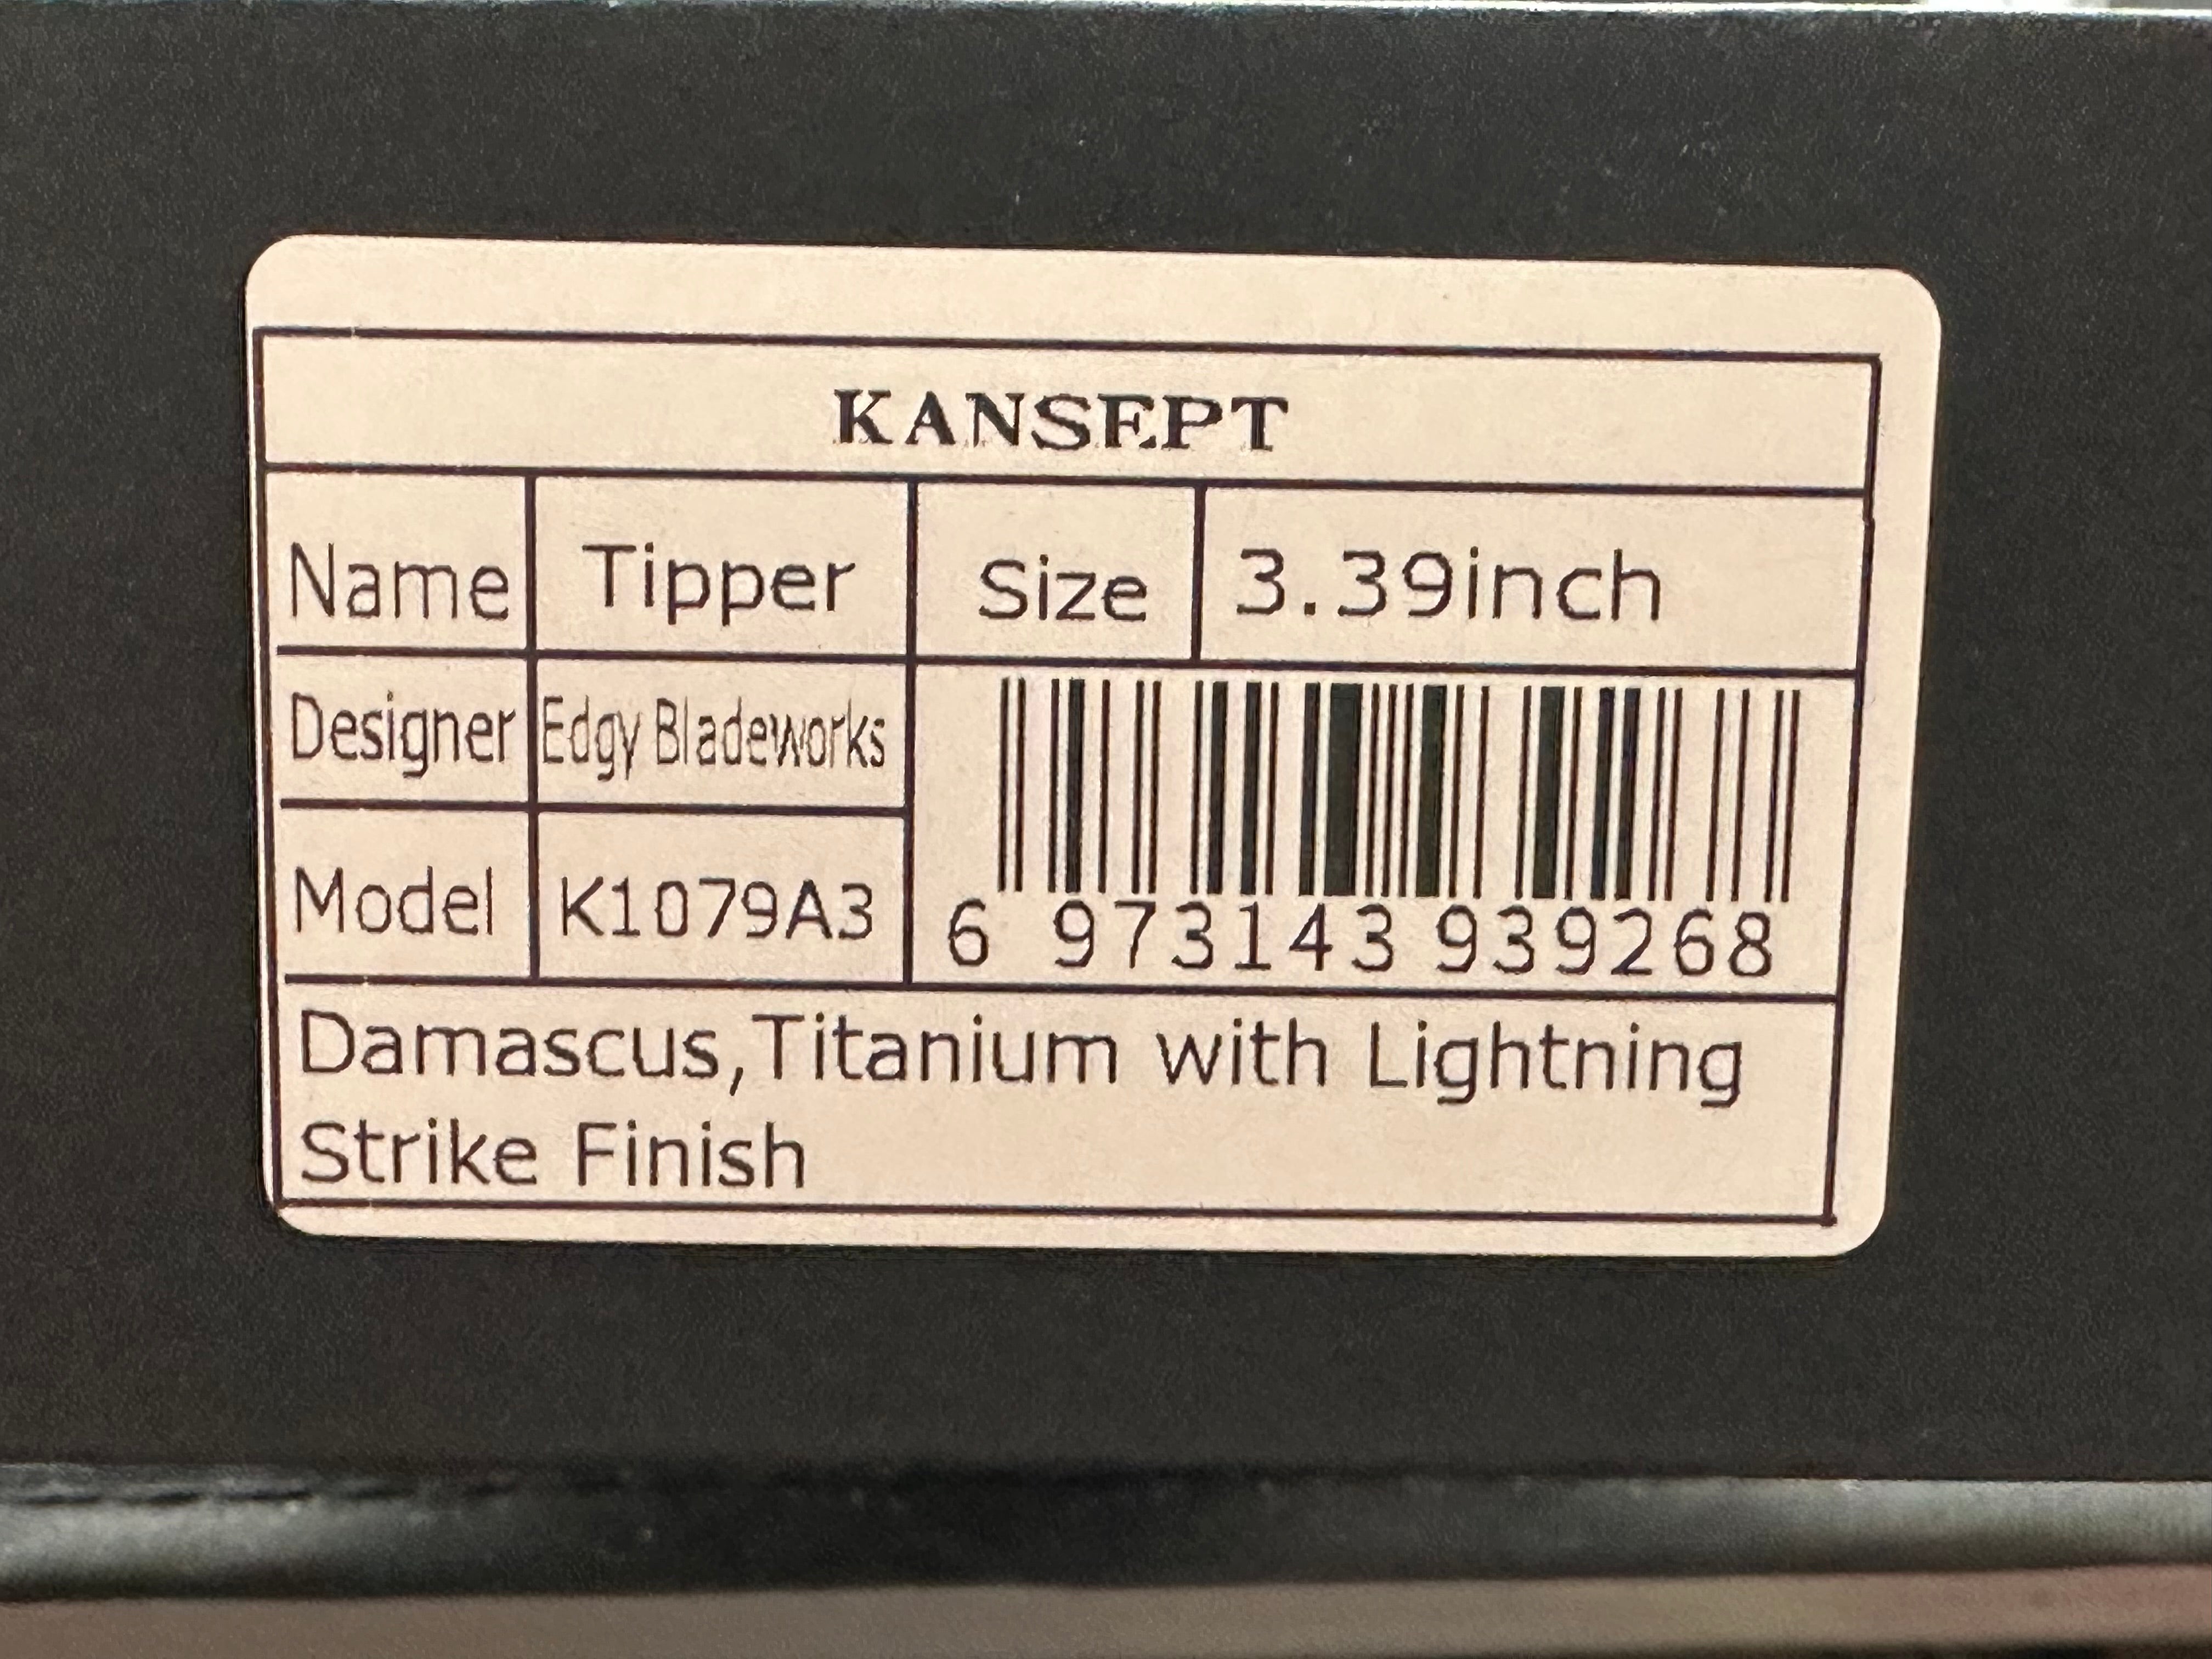 KANSEPT
Name Tipper Size 3.39inch
Designer Edgy Bladeworks
Model K1079A3
6 973143 939268
Damascus,Titanium with Lightning
Strike Finish